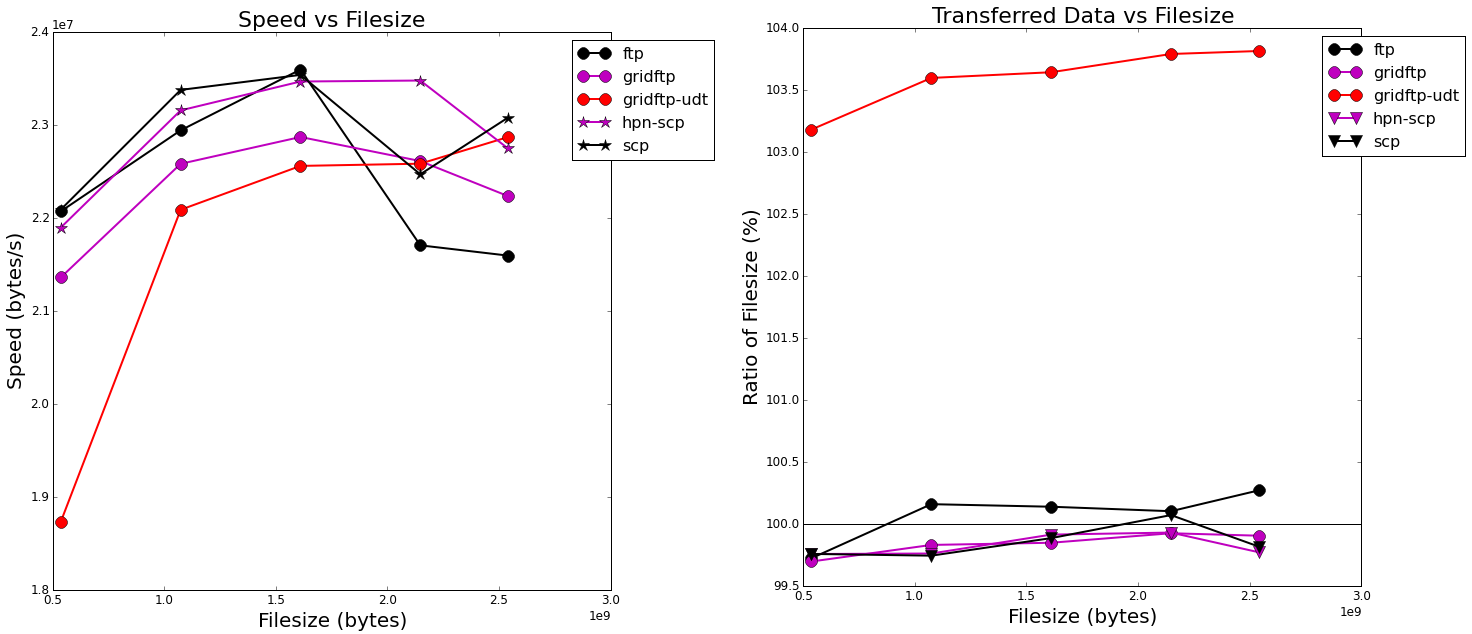 Speed vs Filesize
1e7
2.4
2.3
2.2
2.1
2.0
1.9
1.8
Speed (bytes/s)
0.5 1.0 1.5 2.0 2.5 3.0
1e9
Filesize (bytes)
ftp
gridftp
gridftp-udt
hpn-scp
scp
Transferred Data vs Filesize
104.0
103.5
103.0
102.5
102.0
101.5
101.0
100.5
100.0
99.5
Ratio of Filesize (%)
0.5 1.0 1.5 2.0 2.5 3.0
1e9
Filesize (bytes)
ftp
gridftp
gridftp-udt
hpn-scp
scp